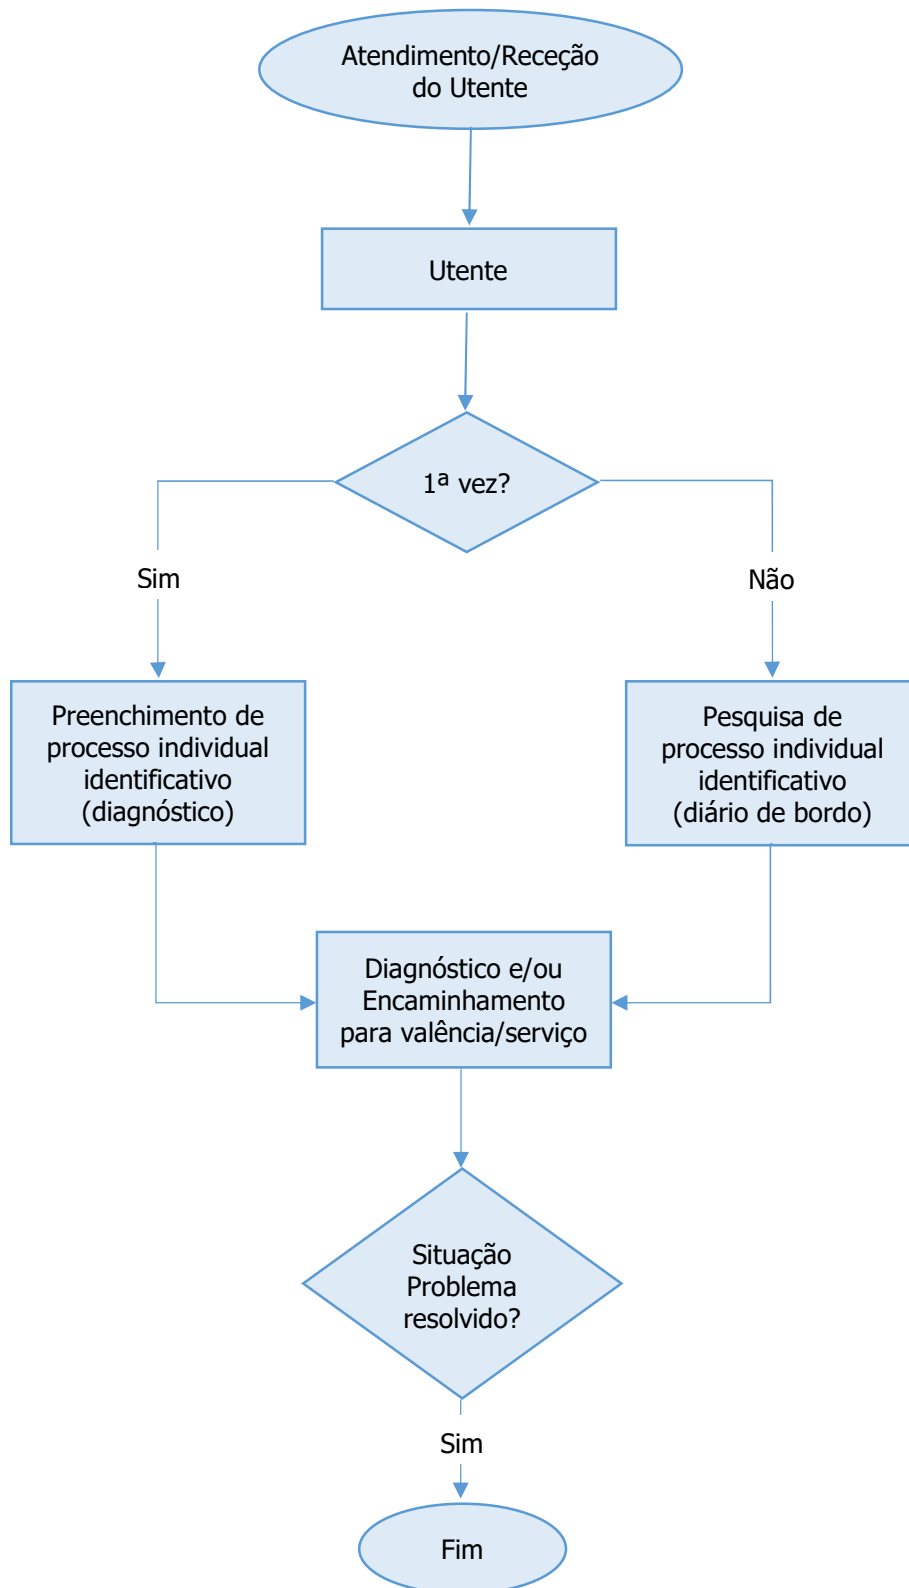 Atendimento/Receção
do Utente
Utente
1ª vez?
Sim
Não
Preenchimento de
processo individual
identificativo
(diagnóstico)
Pesquisa de
processo individual
identificativo
(diário de bordo)
Diagnóstico e/ou
Encaminhamento
para valência/serviço
Situação
Problema
resolvido?
Sim
Fim